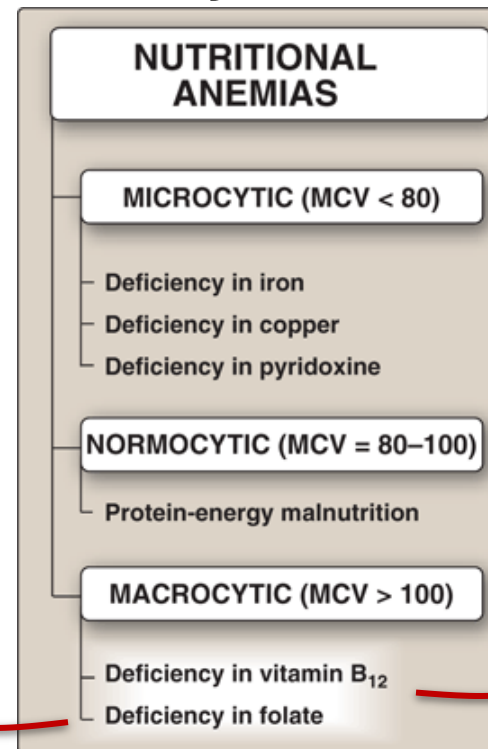 NUTRITIONAL
ANEMIAS
MICROCYTIC (MCV < 80)
Deficiency in iron
Deficiency in copper
Deficiency in pyridoxine
NORMOCYTIC (MCV = 80–100)
Protein-energy malnutrition
MACROCYTIC (MCV > 100)
Deficiency in vitamin B₁₂
Deficiency in folate